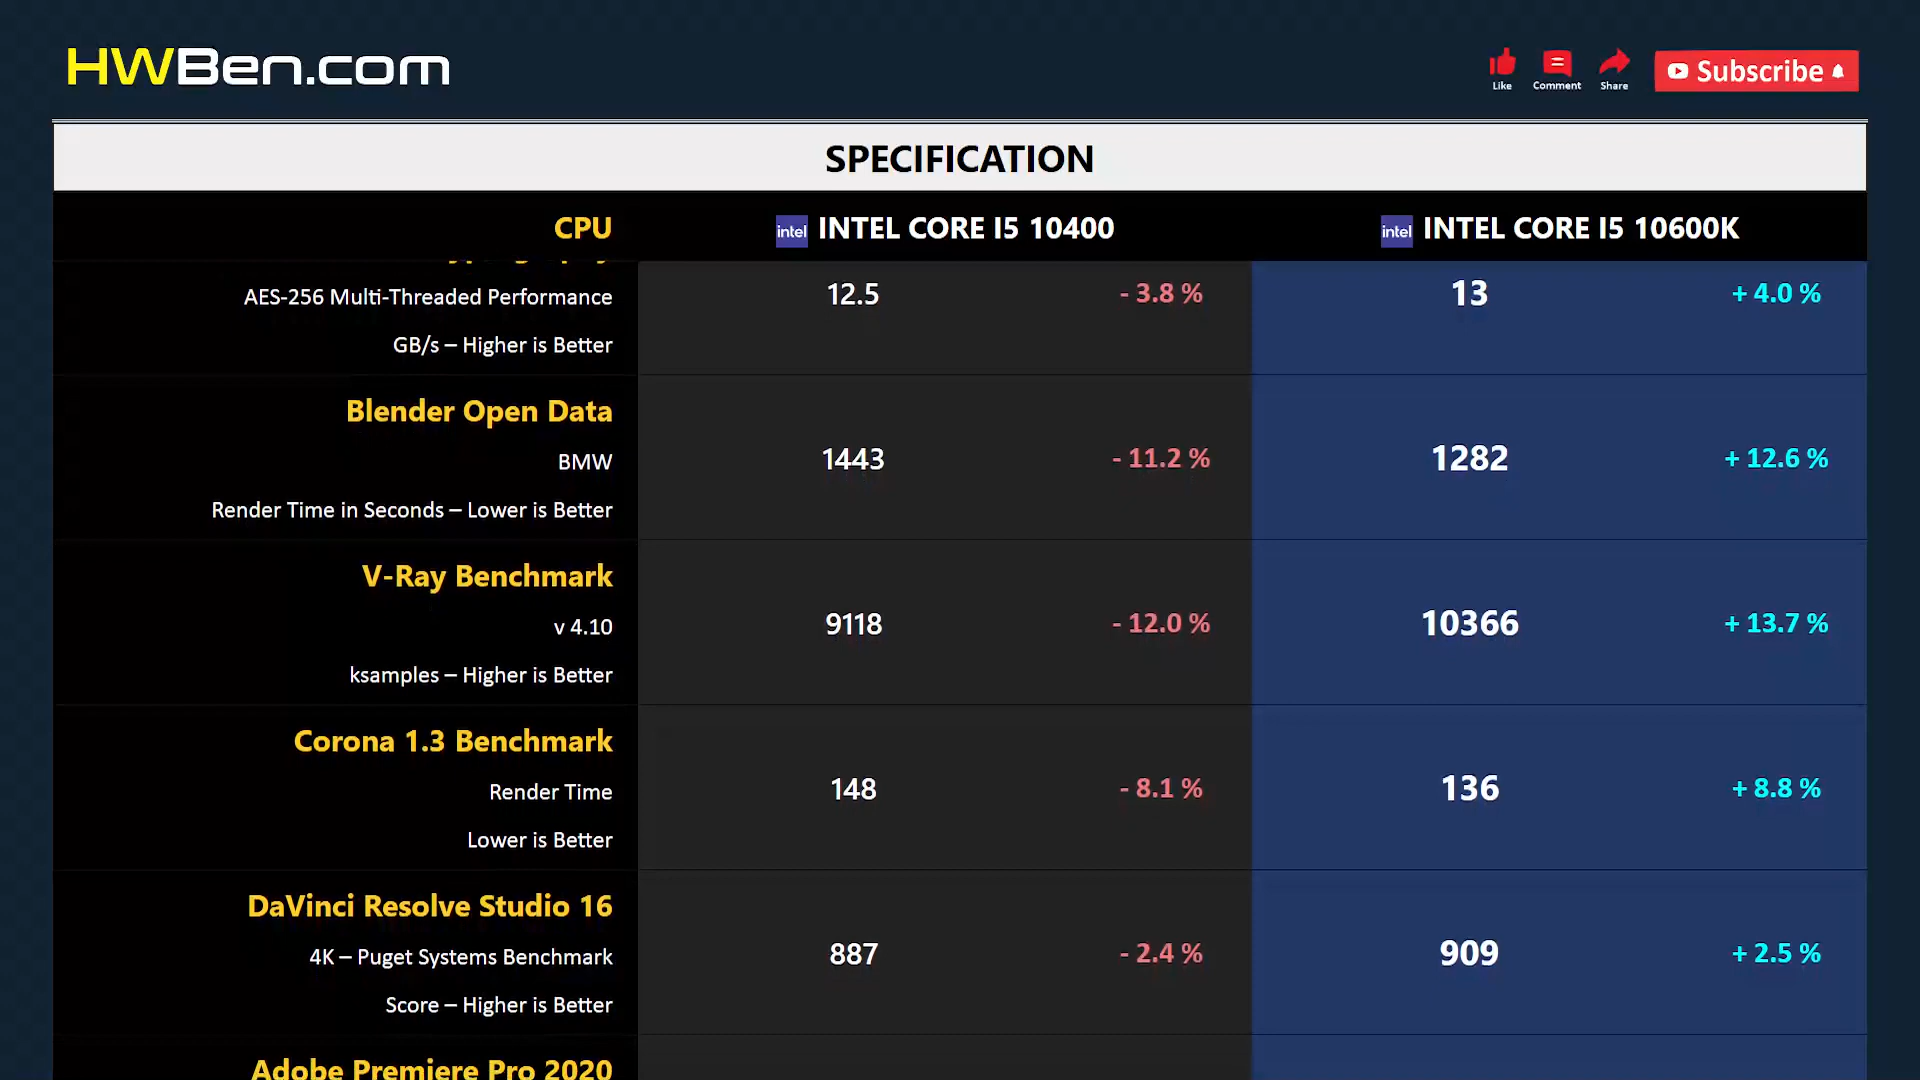 HWBen.com
Like
Comment
Share
Subscribe
SPECIFICATION
CPU
intel INTEL CORE I5 10400
intel INTEL CORE I5 10600K
AES-256 Multi-Threaded Performance
GB/s – Higher is Better
12.5 - 3.8 % 13 + 4.0 %
Blender Open Data
BMW
Render Time in Seconds – Lower is Better
1443 - 11.2 % 1282 + 12.6 %
V-Ray Benchmark
v 4.10
ksamples – Higher is Better
9118 - 12.0 % 10366 + 13.7 %
Corona 1.3 Benchmark
Render Time
Lower is Better
148 - 8.1 % 136 + 8.8 %
DaVinci Resolve Studio 16
4K – Puget Systems Benchmark
Score – Higher is Better
887 - 2.4 % 909 + 2.5 %
Adobe Premiere Pro 2020